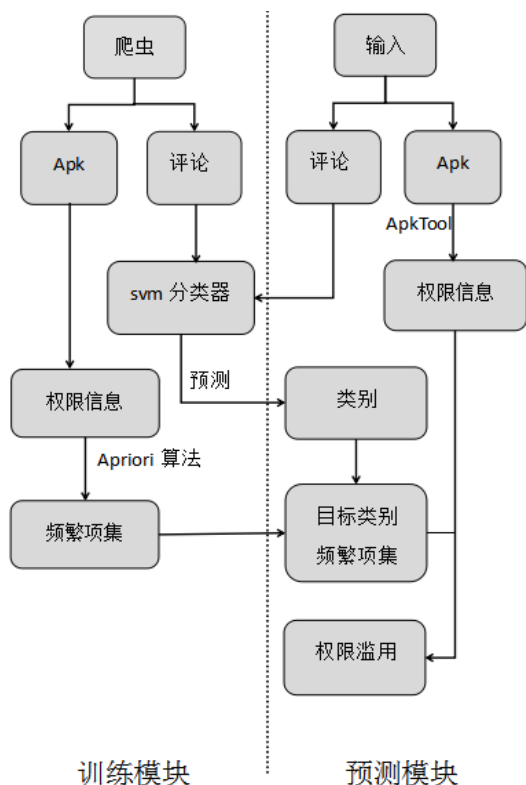 爬虫
输入
Apk
评论
评论
Apk
ApkTool
svm 分类器
权限信息
预测
权限信息
类别
Apriori 算法
频繁项集
目标类别
频繁项集
权限滥用
训练模块
预测模块